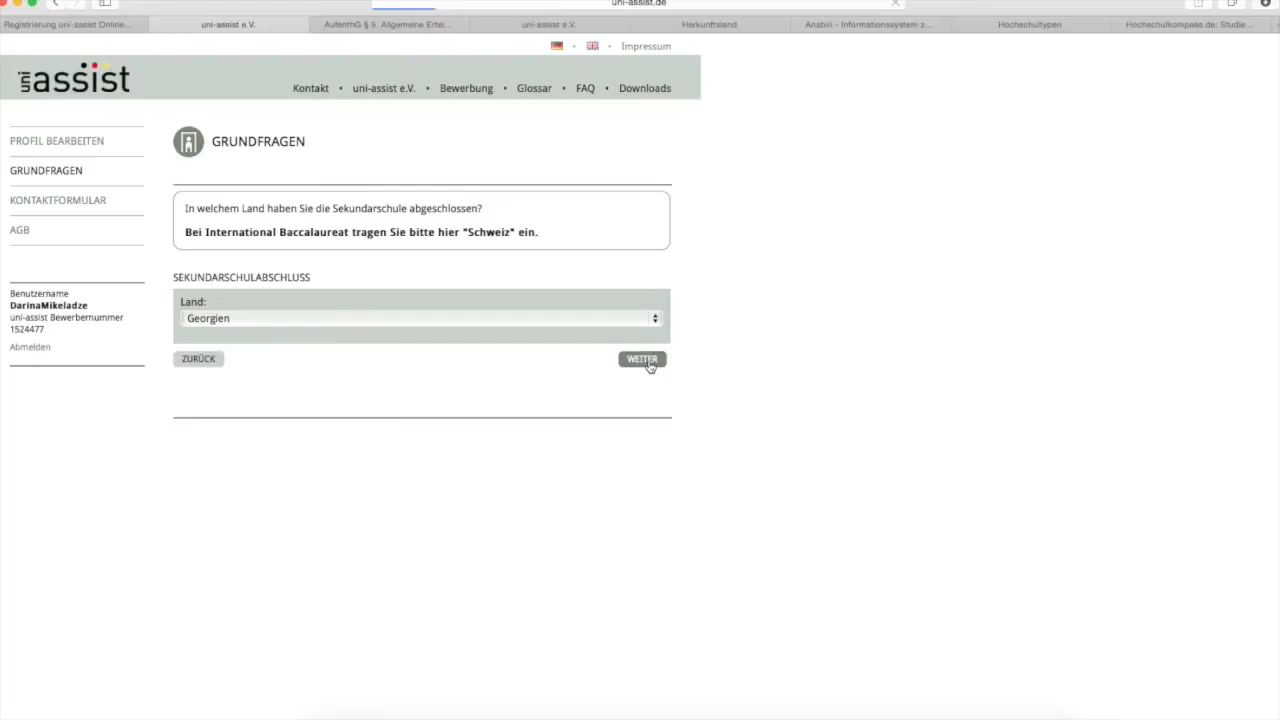 uni-assist.de
Registrierung uni-assist Online...
uni-assist e.V.
AufenthG § 5. Allgemeine Ertei...
uni-assist e.V.
Herkunftsland
Anabin - Informationssystem z...
Hochschultypen
Hochschulkompass.de: Studie...
• • Impressum
uni assist
Kontakt • uni-assist e.V. • Bewerbung • Glossar • FAQ • Downloads
PROFIL BEARBEITEN
GRUNDFRAGEN
KONTAKTFORMULAR
AGB
Benutzername
DarinaMikeladze
uni-assist Bewerbernummer
1524477
Abmelden
GRUNDFRAGEN
In welchem Land haben Sie die Sekundarschule abgeschlossen?
Bei International Baccalaureat tragen Sie bitte hier "Schweiz" ein.
SEKUNDARSCHULABSCHLUSS
Land:
Georgien
ZURÜCK
WEITER